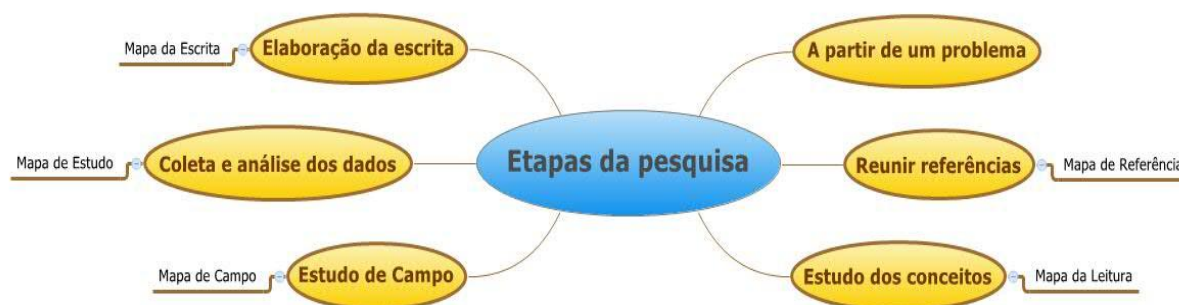 Mapa da Escrita
Elaboração da escrita
A partir de um problema
Mapa de Estudo
Coleta e análise dos dados
Etapas da pesquisa
Reunir referências
Mapa de Referência
Mapa de Campo
Estudo de Campo
Estudo dos conceitos
Mapa da Leitura